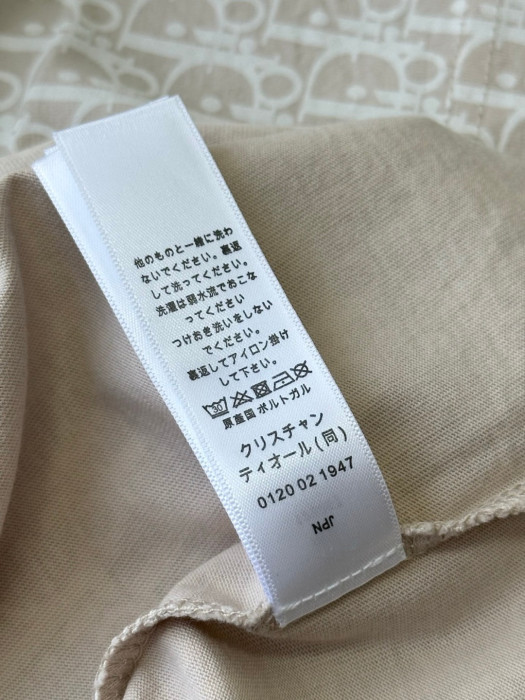 他のものと一緒に洗わ
ないでください。裏返
して洗ってください。
洗濯は弱水流でおこな
ってください
つけおき洗いをしない
でください。
裏返してアイロン掛け
して下さい。
30
原産国 ポルトガル
クリスチャン
ディオール(同)
0120 02 1947
JPN